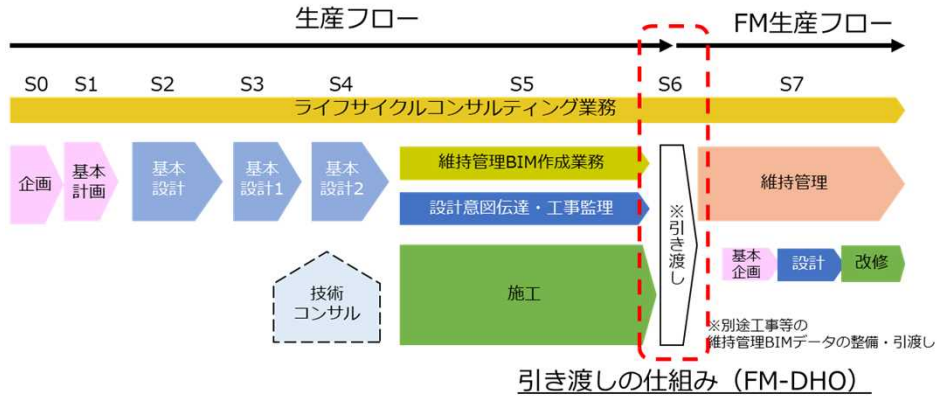 生産フロー
FM生産フロー
S0
S1
S2
S3
S4
S5
S6
S7
ライフサイクルコンサルティング業務
企画
基本
計画
基本
設計
基本
設計1
基本
設計2
維持管理BIM作成業務
設計意図伝達・工事監理
技術
コンサル
施工
※引き渡し
維持管理
基本
企画
設計
改修
※別途工事等の
維持管理BIMデータの整備・引渡し
引き渡しの仕組み（FM-DHO）